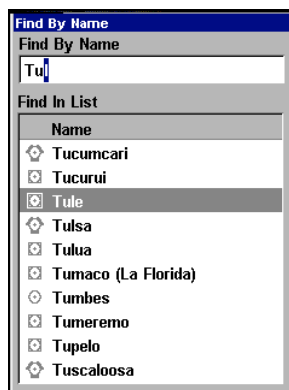 Find By Name
Find By Name
Tul
Find In List
Name
Tucumcari
Tucurui
Tule
Tulsa
Tulua
Tumaco (La Florida)
Tumbes
Tumeremo
Tupelo
Tuscaloosa